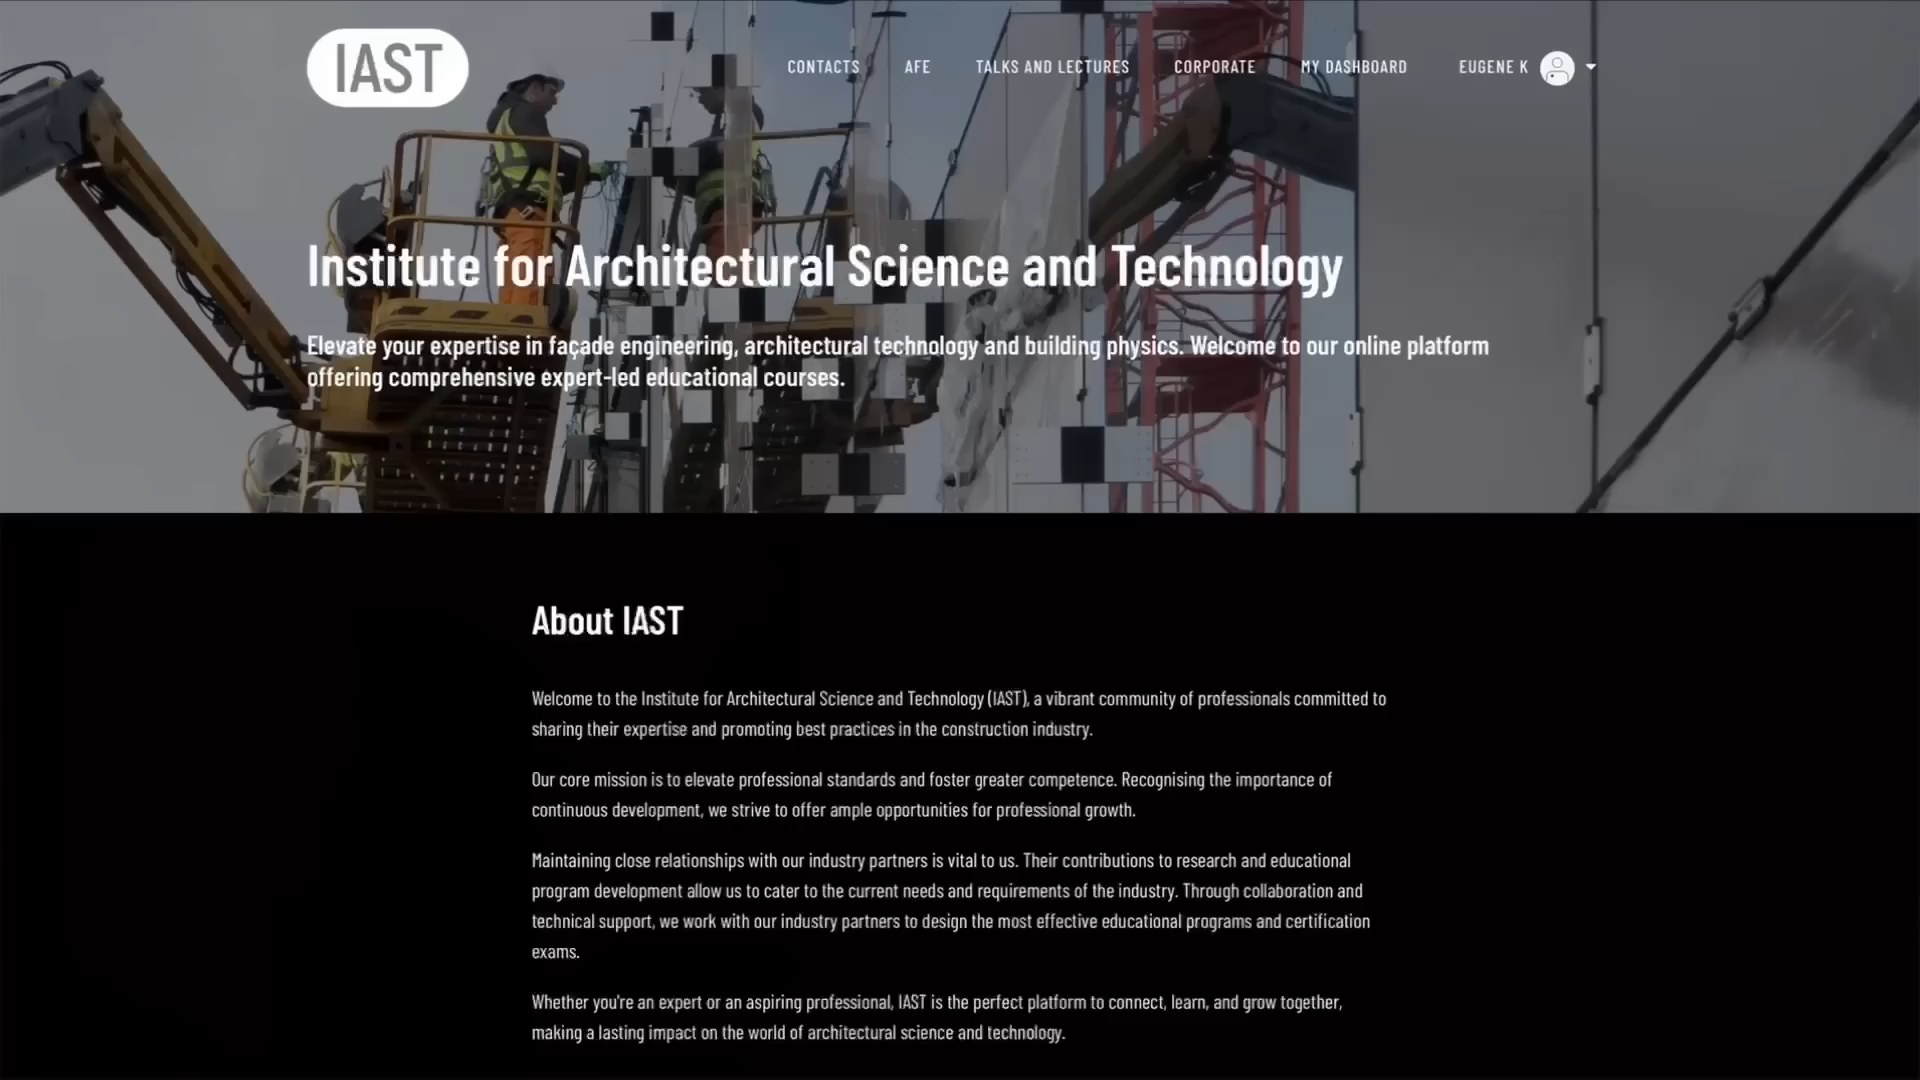 IAST
CONTACTS
AFE
TALKS AND LECTURES
CORPORATE
MY DASHBOARD
EUGENE K
Institute for Architectural Science and Technology
Elevate your expertise in façade engineering, architectural technology and building physics. Welcome to our online platform
offering comprehensive expert-led educational courses.
About IAST
Welcome to the Institute for Architectural Science and Technology (IAST), a vibrant community of professionals committed to
sharing their expertise and promoting best practices in the construction industry.
Our core mission is to elevate professional standards and foster greater competence. Recognising the importance of
continuous development, we strive to offer ample opportunities for professional growth.
Maintaining close relationships with our industry partners is vital to us. Their contributions to research and educational
program development allow us to cater to the current needs and requirements of the industry. Through collaboration and
technical support, we work with our industry partners to design the most effective educational programs and certification
exams.
Whether you're an expert or an aspiring professional, IAST is the perfect platform to connect, learn, and grow together,
making a lasting impact on the world of architectural science and technology.